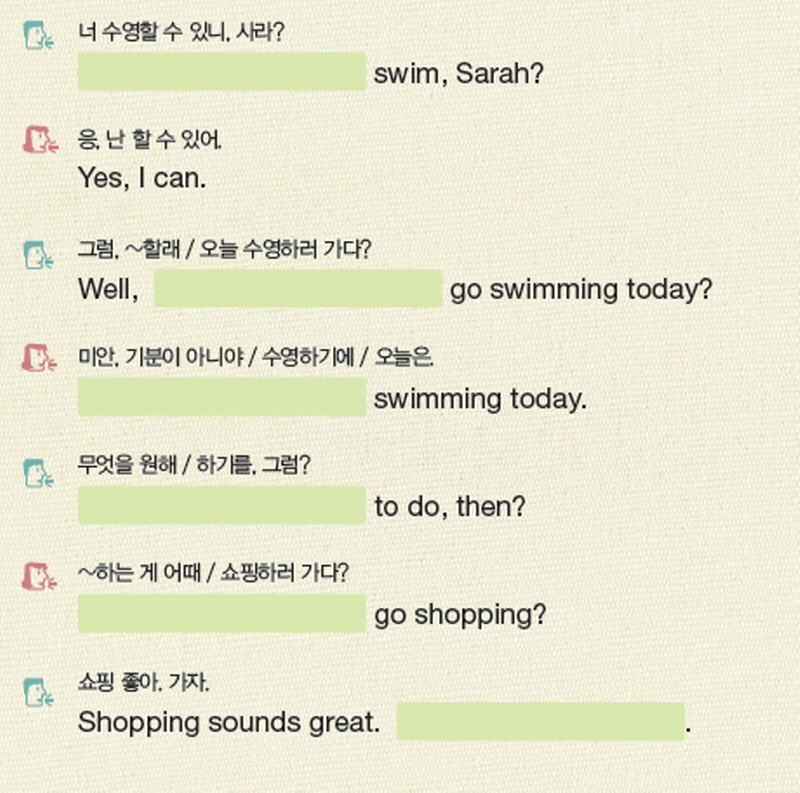 너 수영할 수 있니, 사라?
swim, Sarah?
응, 난 할 수 있어.
Yes, I can.
그럼, ~할래 / 오늘 수영하러 가다?
Well, go swimming today?
미안, 기분이 아니야 / 수영하기에 / 오늘은.
swimming today.
무엇을 원해 / 하기를, 그럼?
to do, then?
~하는 게 어때 / 쇼핑하러 가다?
go shopping?
쇼핑 좋아. 가자.
Shopping sounds great. .